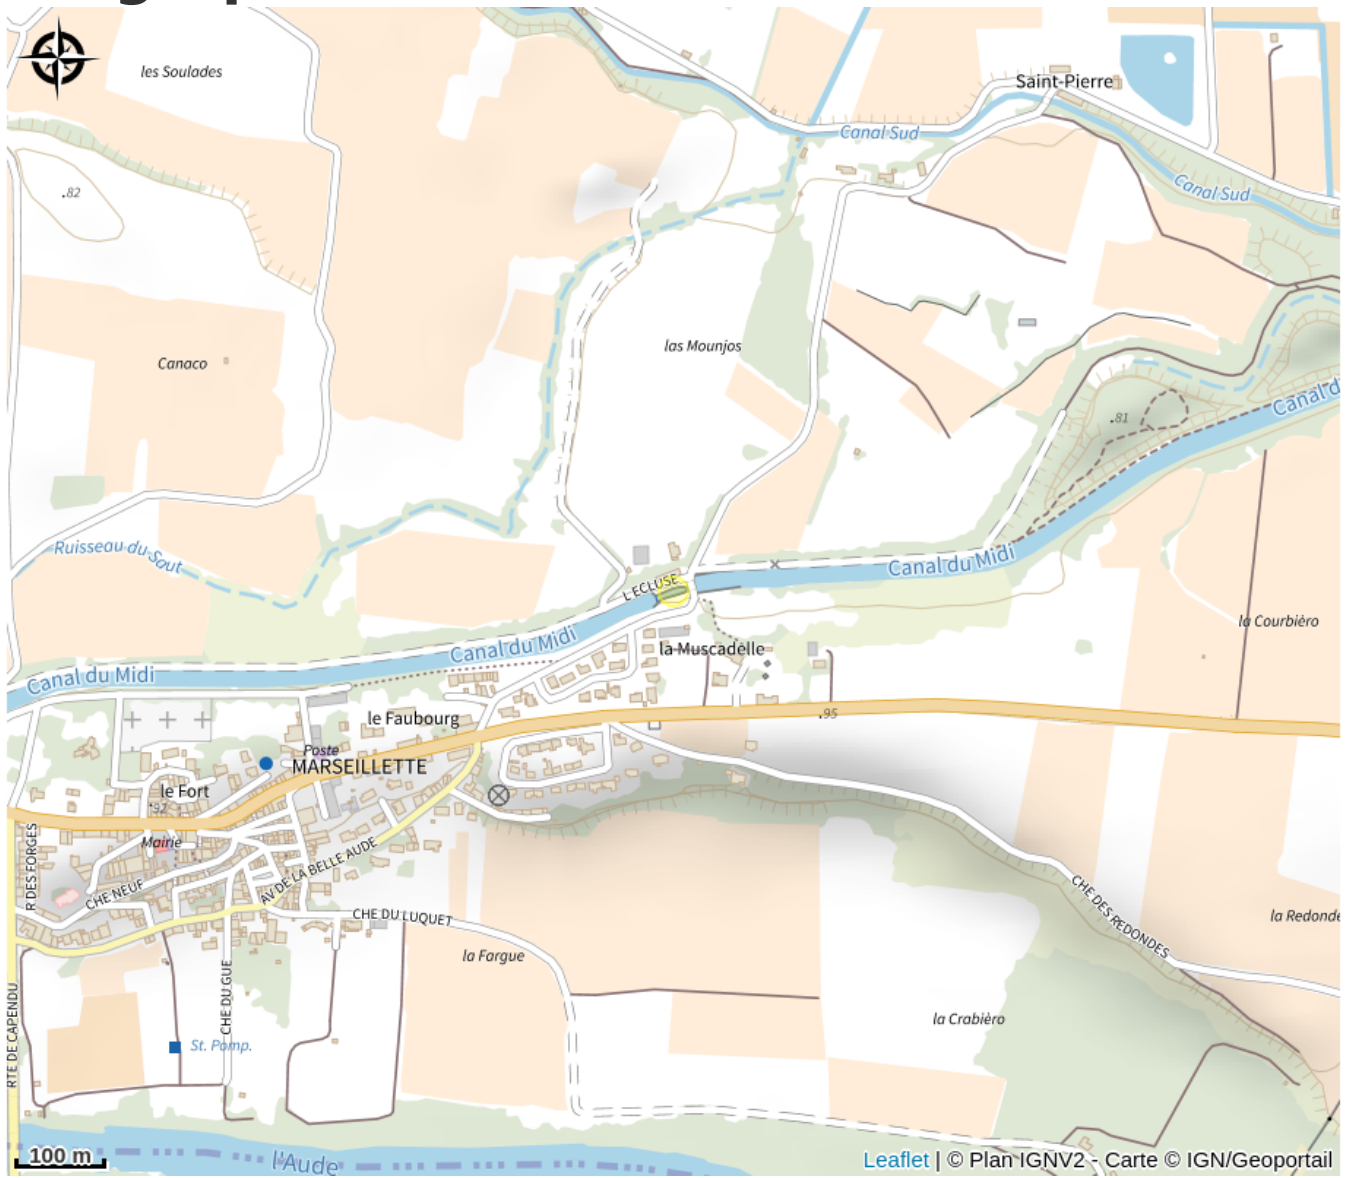 les Soulades
Saint-Pierre
Canal Sud
Canal Sud
82
Canaco
las Mounjos
Canal d
81
Ruisseau du Saut
Canal du Midi
L'ECLUSE
la Courbièro
Canal du Midi
la Muscadelle
Canal du Midi
le Faubourg
95
Poste
MARSEILLETTE
le Fort
92
Mairie
R DES FORGES
AV DE LA BELLE AUDE
CHE NEUF
CHE DES REDONDES
CHE DU LUQUET
la Redonde
la Fargue
CHE DU GUE
RTE DE CAPENDU
la Crabièro
St. Pomp.
100 m
l'Aude
Leaflet | © Plan IGNV2 - Carte © IGN/Geoportail